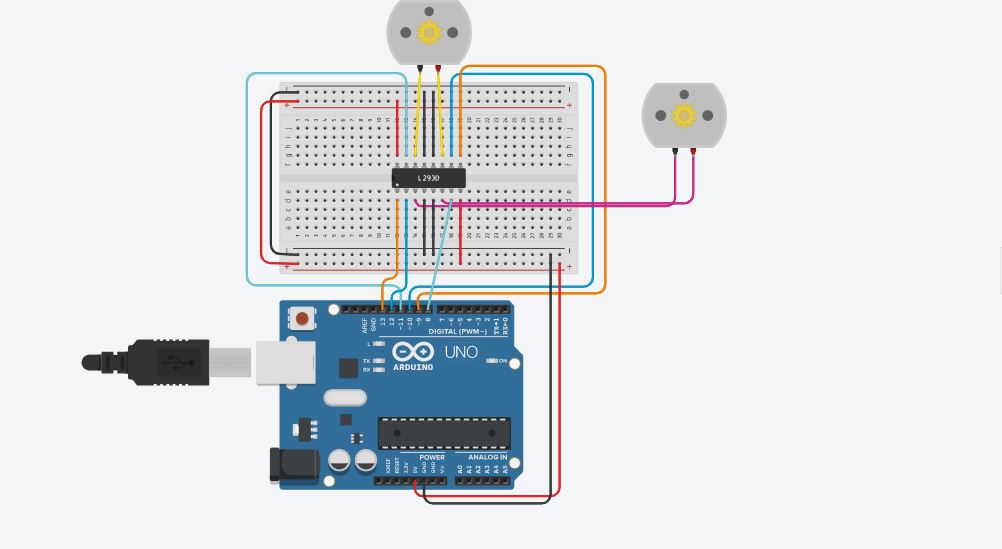 L293D
AREF
GND
13
12
~11
~10
~9
8
7
~6
~5
4
~3
2
TX→1
RX←0
DIGITAL (PWM~)
L
TX
RX
UNO
ARDUINO
ON
POWER
ANALOG IN
IOREF
RESET
3.3V
5V
GND
GND
Vin
A0
A1
A2
A3
A4
A5